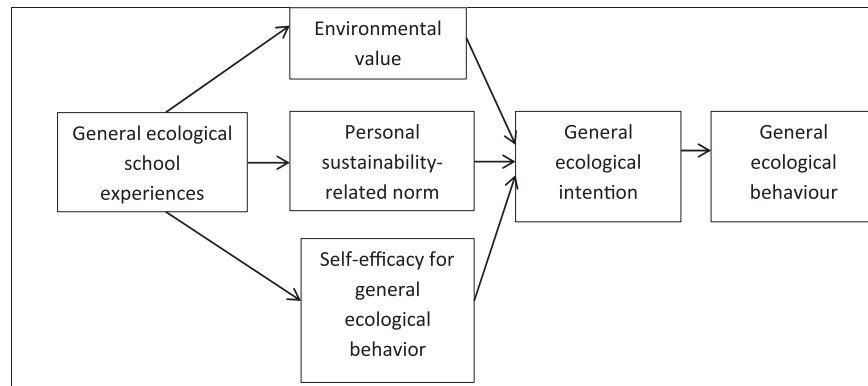 Environmental
value
General ecological
school
experiences
Personal
sustainability-
related norm
General
ecological
intention
General
ecological
behaviour
Self-efficacy for
general
ecological
behavior